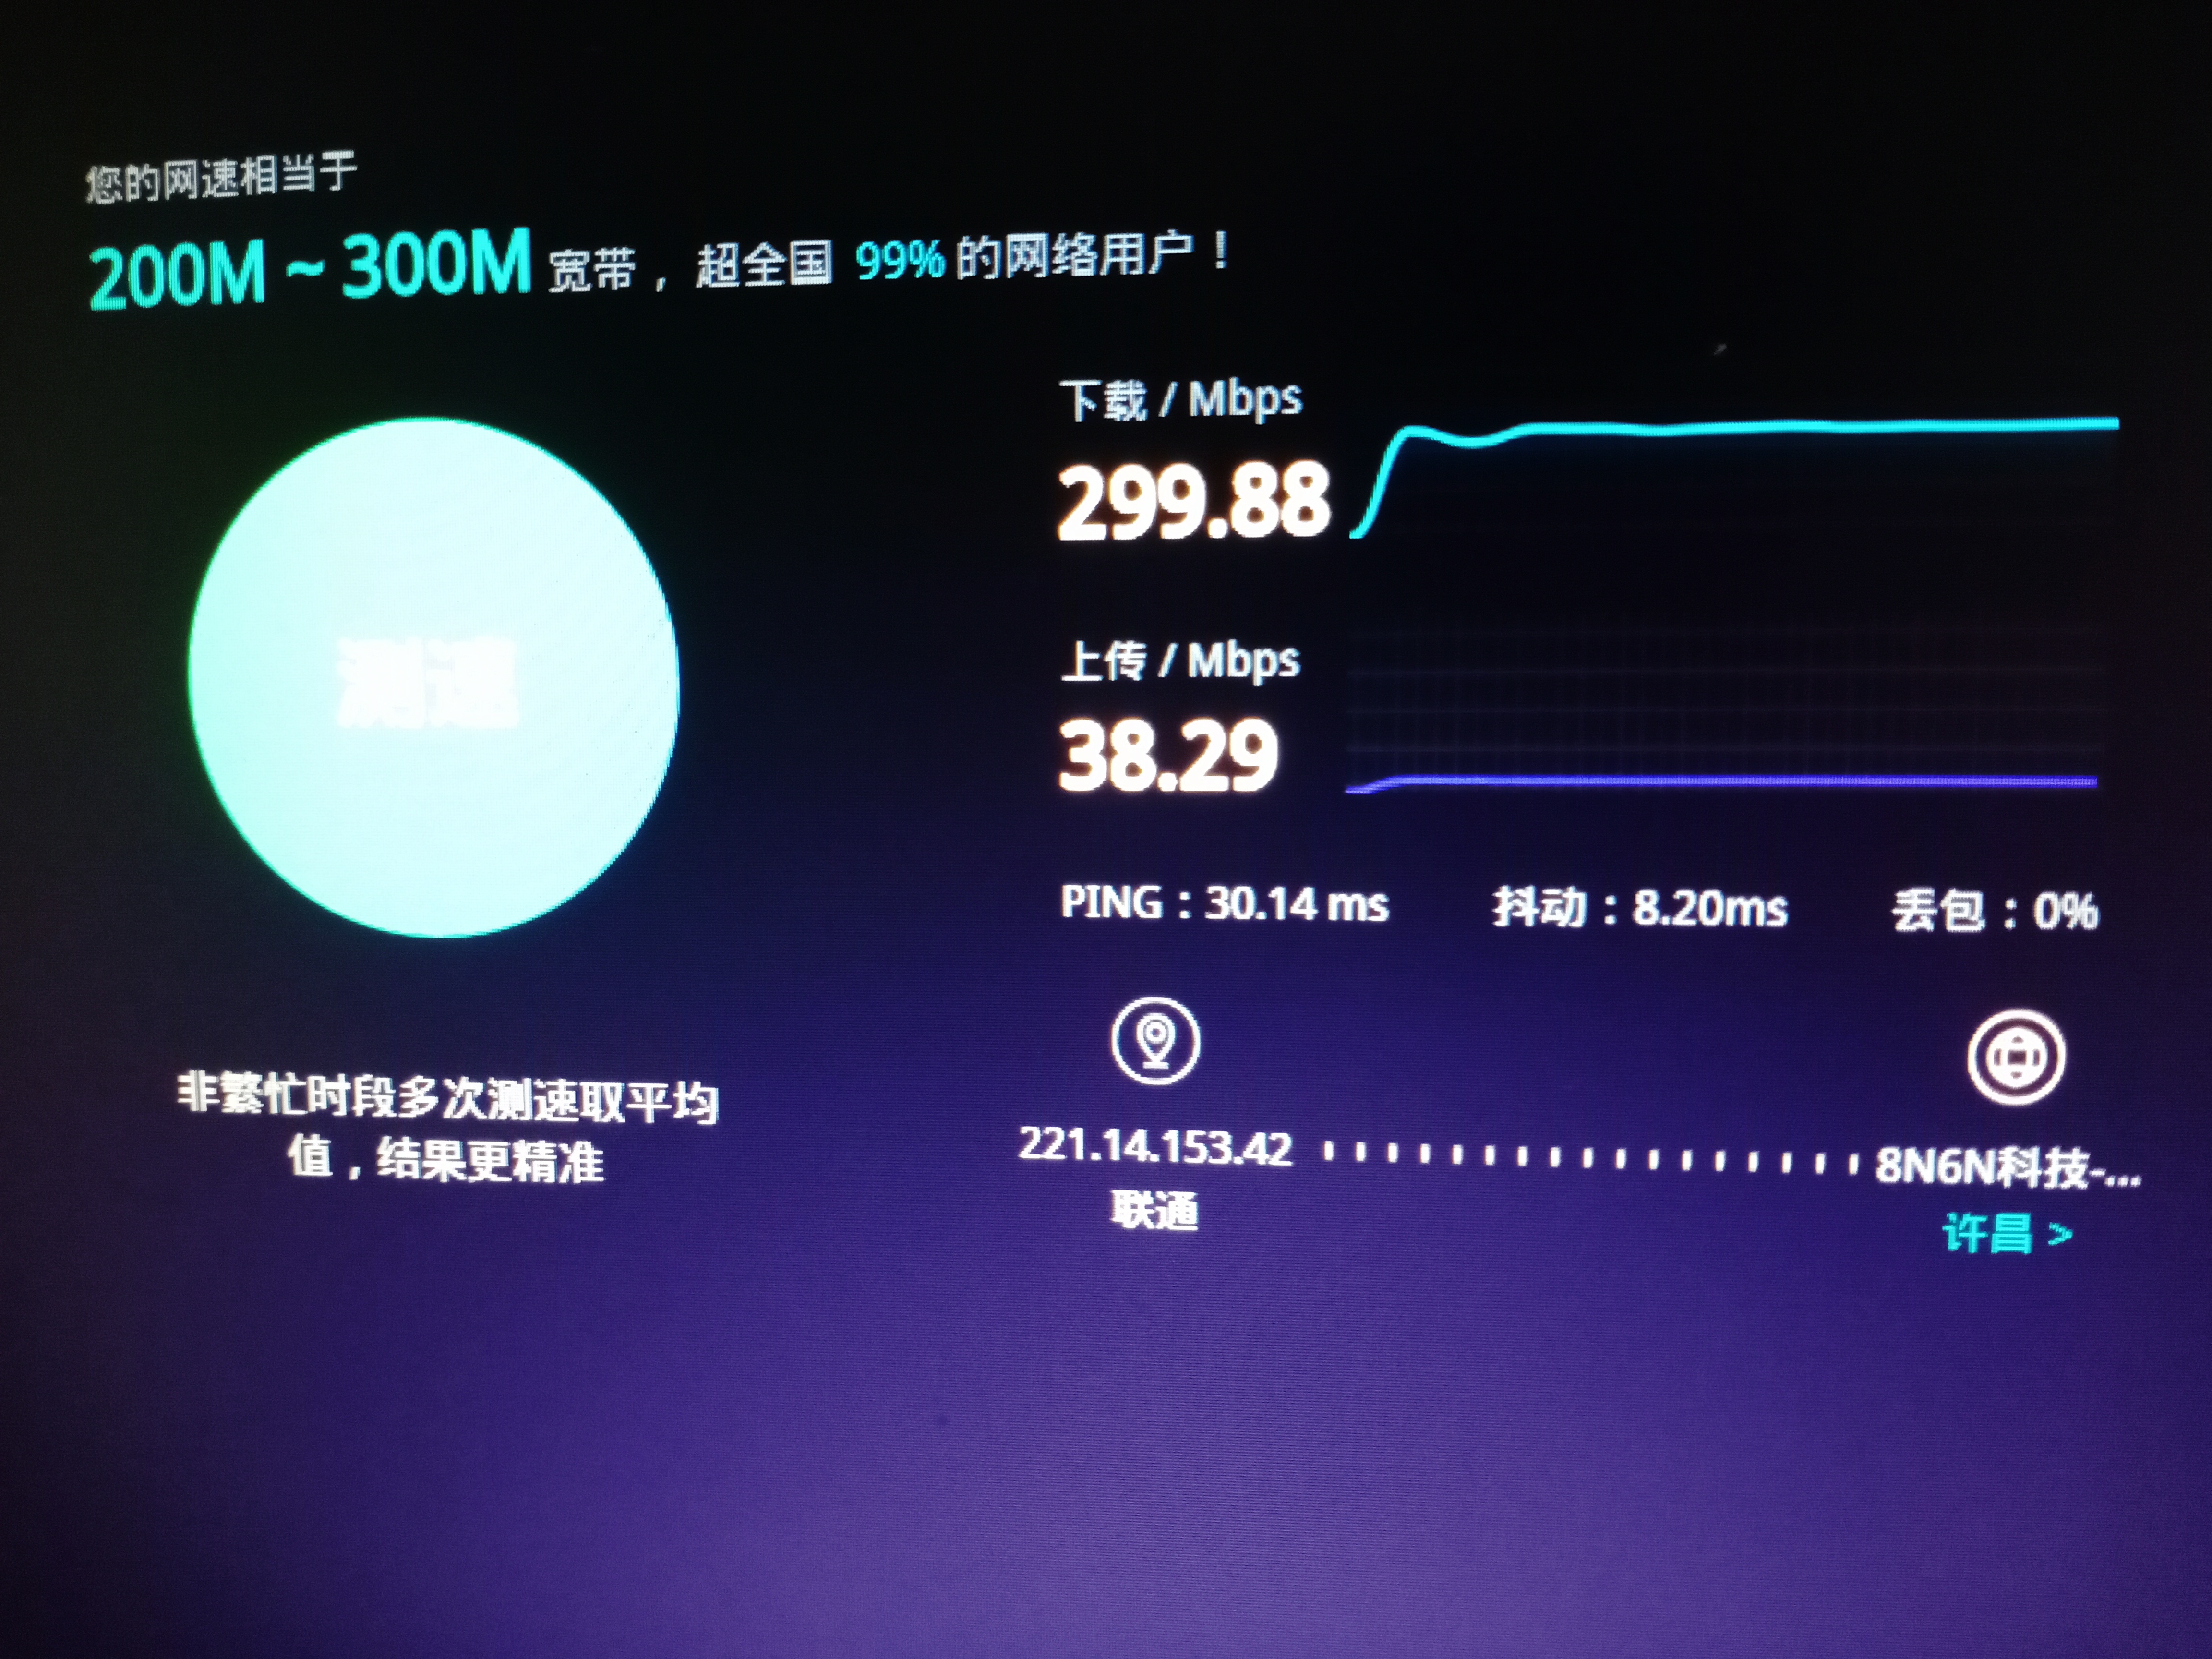 您的网速相当于
200M ~ 300M 宽带，超全国 99% 的网络用户！
测速
下载 / Mbps
299.88
上传 / Mbps
38.29
PING：30.14 ms 抖动：8.20ms 丢包：0%
非繁忙时段多次测速取平均
值，结果更精准
221.14.153.42 8N6N科技-...
联通 许昌 >